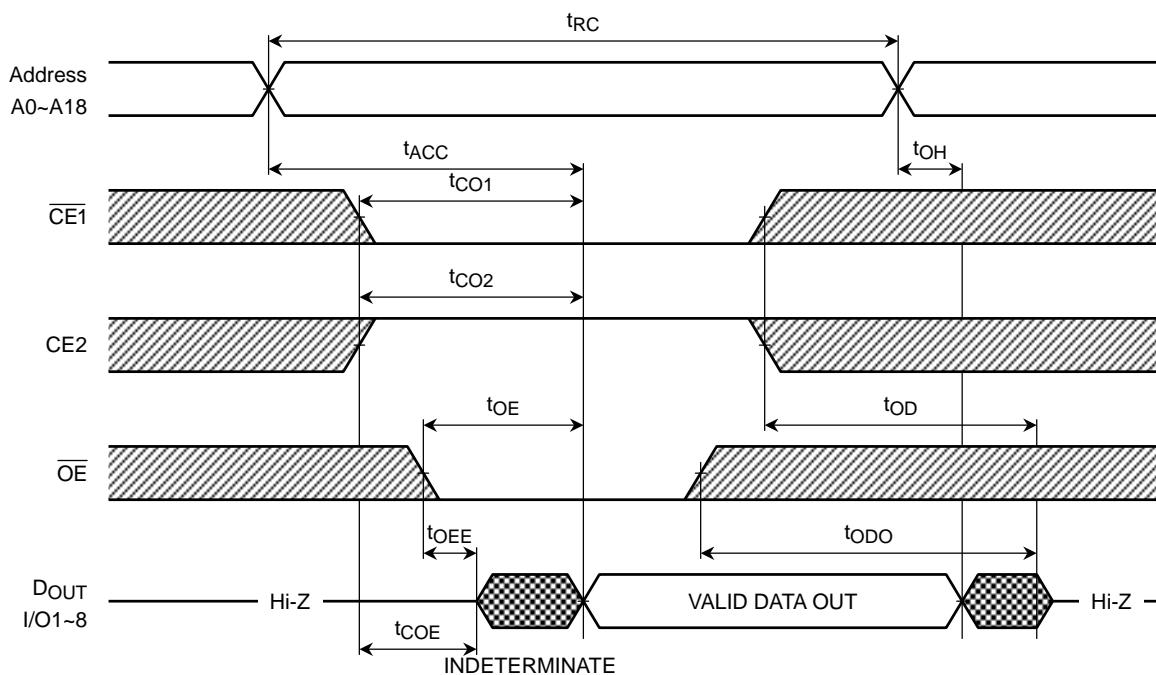 tRC
Address
A0~A18
tACC
tOH
tCO1
CE1
tCO2
CE2
tOE
tOD
OE
tOEE
tODO
DOUT
I/O1~8
Hi-Z
VALID DATA OUT
Hi-Z
tCOE
INDETERMINATE